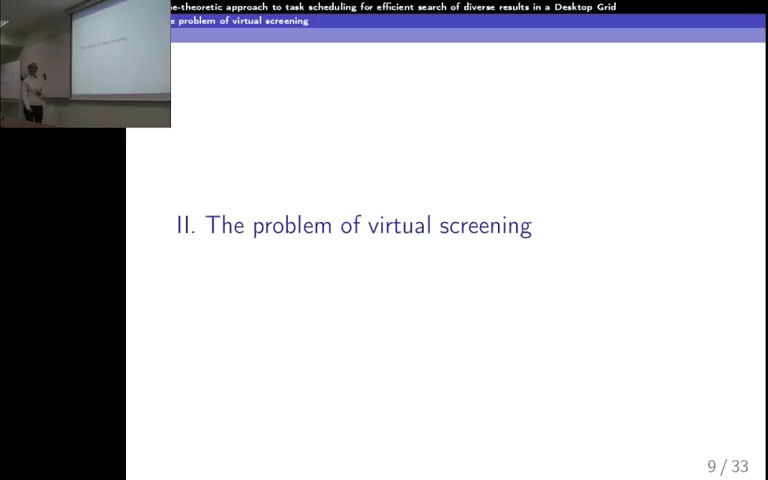 ne-theoretic approach to task scheduling for efficient search of diverse results in a Desktop Grid
e problem of virtual screening
II. The problem of virtual screening
9 / 33